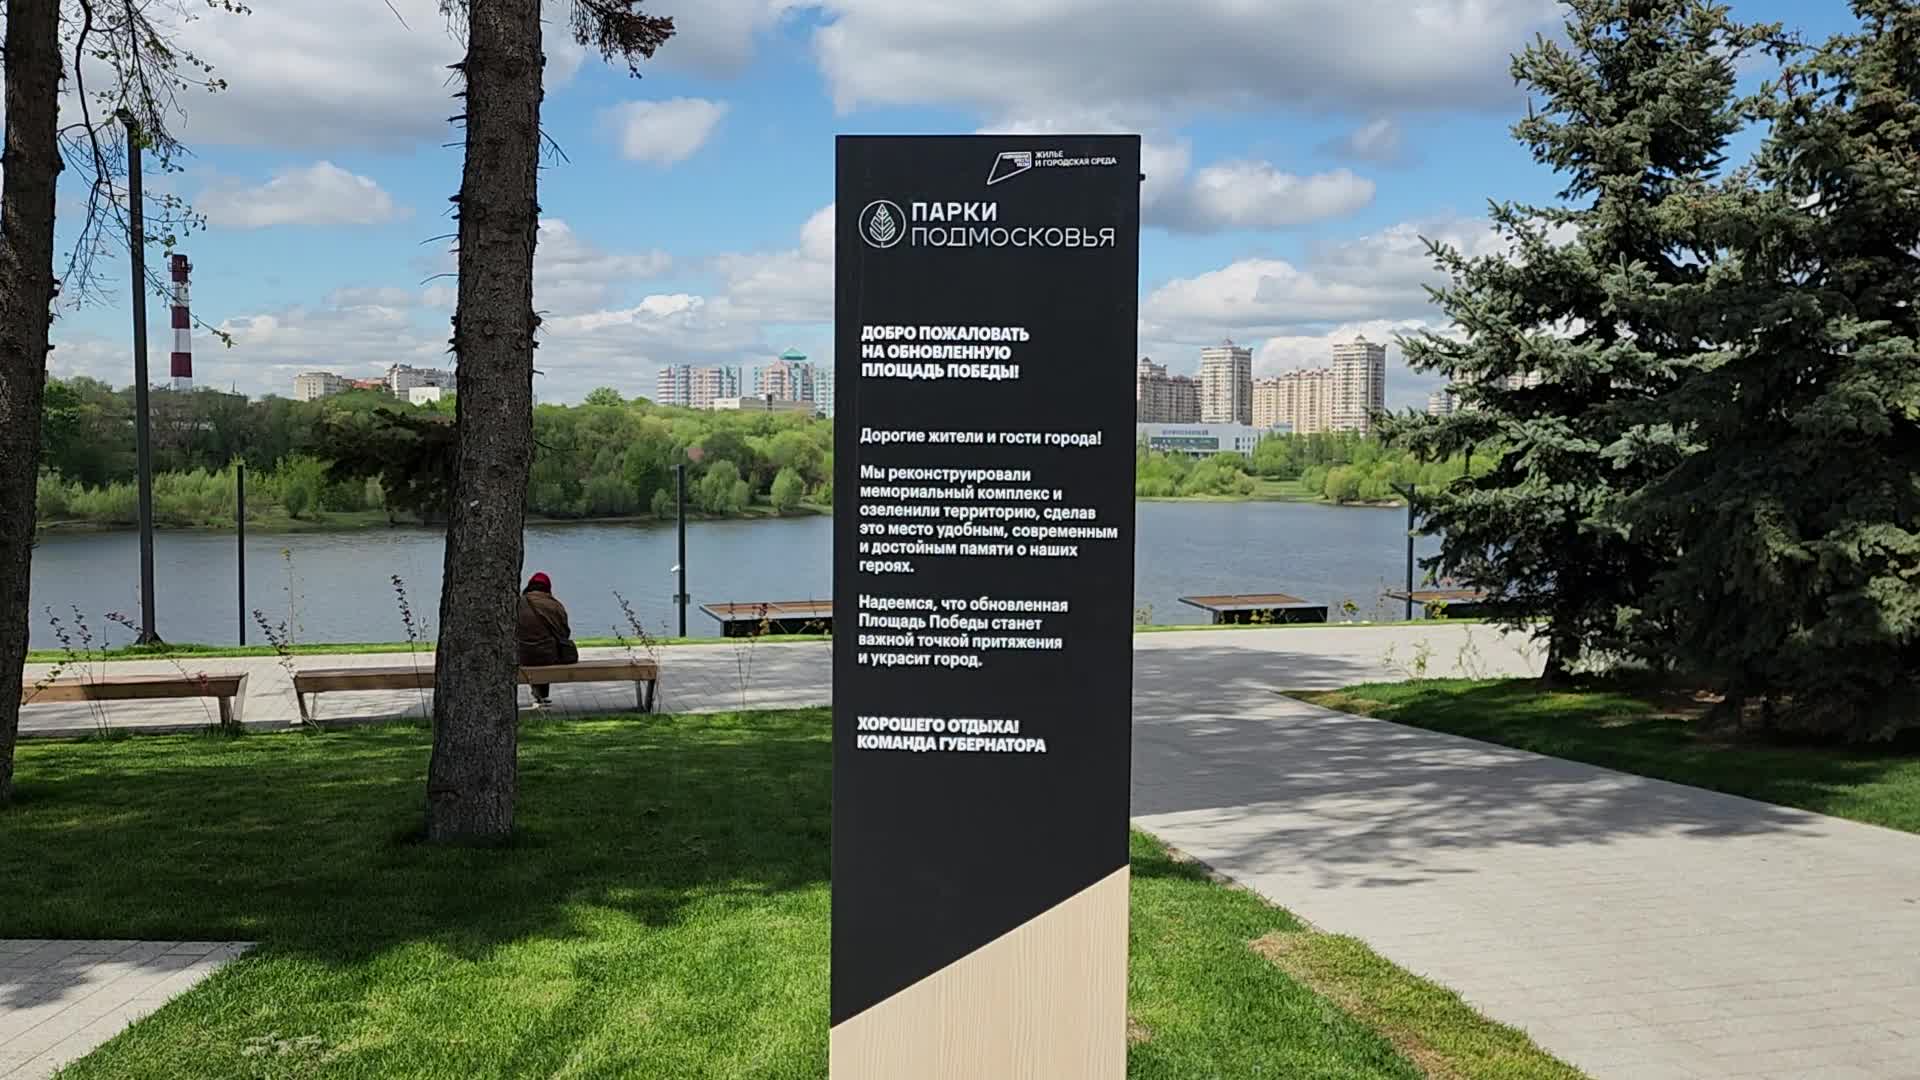 ЖИЛЬЕ
И ГОРОДСКАЯ СРЕДА
ПАРКИ
ПОДМОСКОВЬЯ
ДОБРО ПОЖАЛОВАТЬ
НА ОБНОВЛЕННУЮ
ПЛОЩАДЬ ПОБЕДЫ!
Дорогие жители и гости города!
Мы реконструировали
мемориальный комплекс и
озеленили территорию, сделав
это место удобным, современным
и достойным памяти о наших
героях.
Надеемся, что обновленная
Площадь Победы станет
важной точкой притяжения
и украсит город.
ХОРОШЕГО ОТДЫХА!
КОМАНДА ГУБЕРНАТОРА